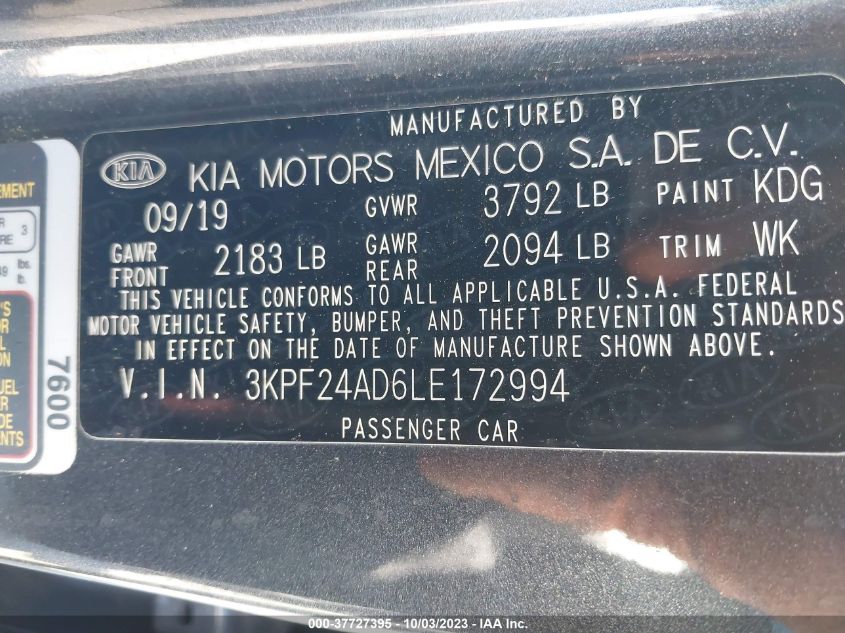 MANUFACTURED BY
KIA KIA MOTORS MEXICO S.A. DE C.V.
09/19 GVWR 3792 LB PAINT KDG
GAWR FRONT 2183 LB GAWR REAR 2094 LB TRIM WK
THIS VEHICLE CONFORMS TO ALL APPLICABLE U.S.A. FEDERAL
MOTOR VEHICLE SAFETY, BUMPER, AND THEFT PREVENTION STANDARDS
IN EFFECT ON THE DATE OF MANUFACTURE SHOWN ABOVE.
V.I.N. 3KPF24AD6LE172994
PASSENGER CAR
3
lbs.
lb.
7600
000-37727395 - 10/03/2023 - IAA Inc.